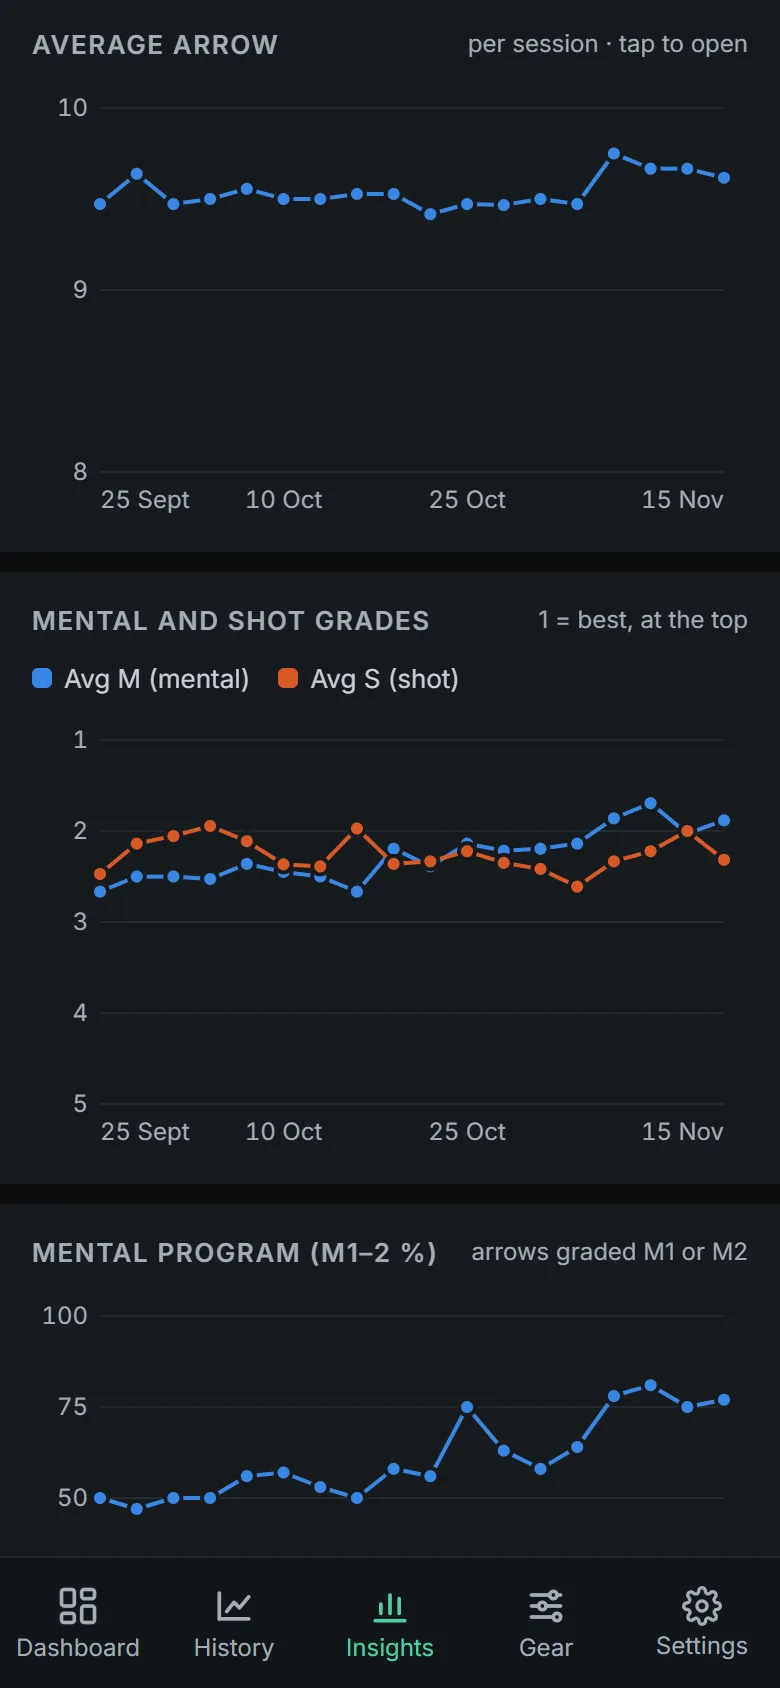 AVERAGE ARROW per session · tap to open
10
9
8
25 Sept 10 Oct 25 Oct 15 Nov
MENTAL AND SHOT GRADES 1 = best, at the top
Avg M (mental) Avg S (shot)
1
2
3
4
5
25 Sept 10 Oct 25 Oct 15 Nov
MENTAL PROGRAM (M1–2 %) arrows graded M1 or M2
100
75
50
Dashboard History Insights Gear Settings